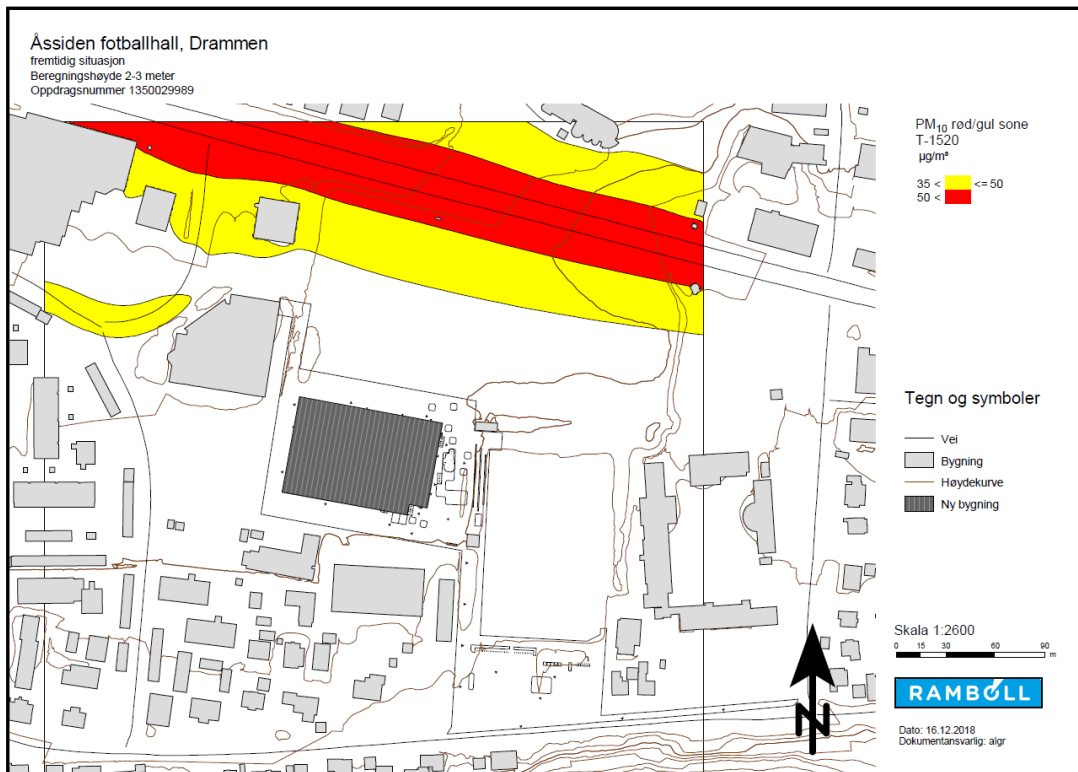 Åssiden fotballhall, Drammen
fremtidig situasjon
Beregningshøyde 2-3 meter
Oppdragsnummer 1350029989
PM₁₀ rød/gul sone
T-1520
µg/m³
35 < <= 50
50 <
Tegn og symboler
Vei
Bygning
Høydekurve
Ny bygning
Skala 1:2600
0 15 30 60 90
m
RAMBOLL
Dato: 16.12.2018
Dokumentansvarlig: algr
N